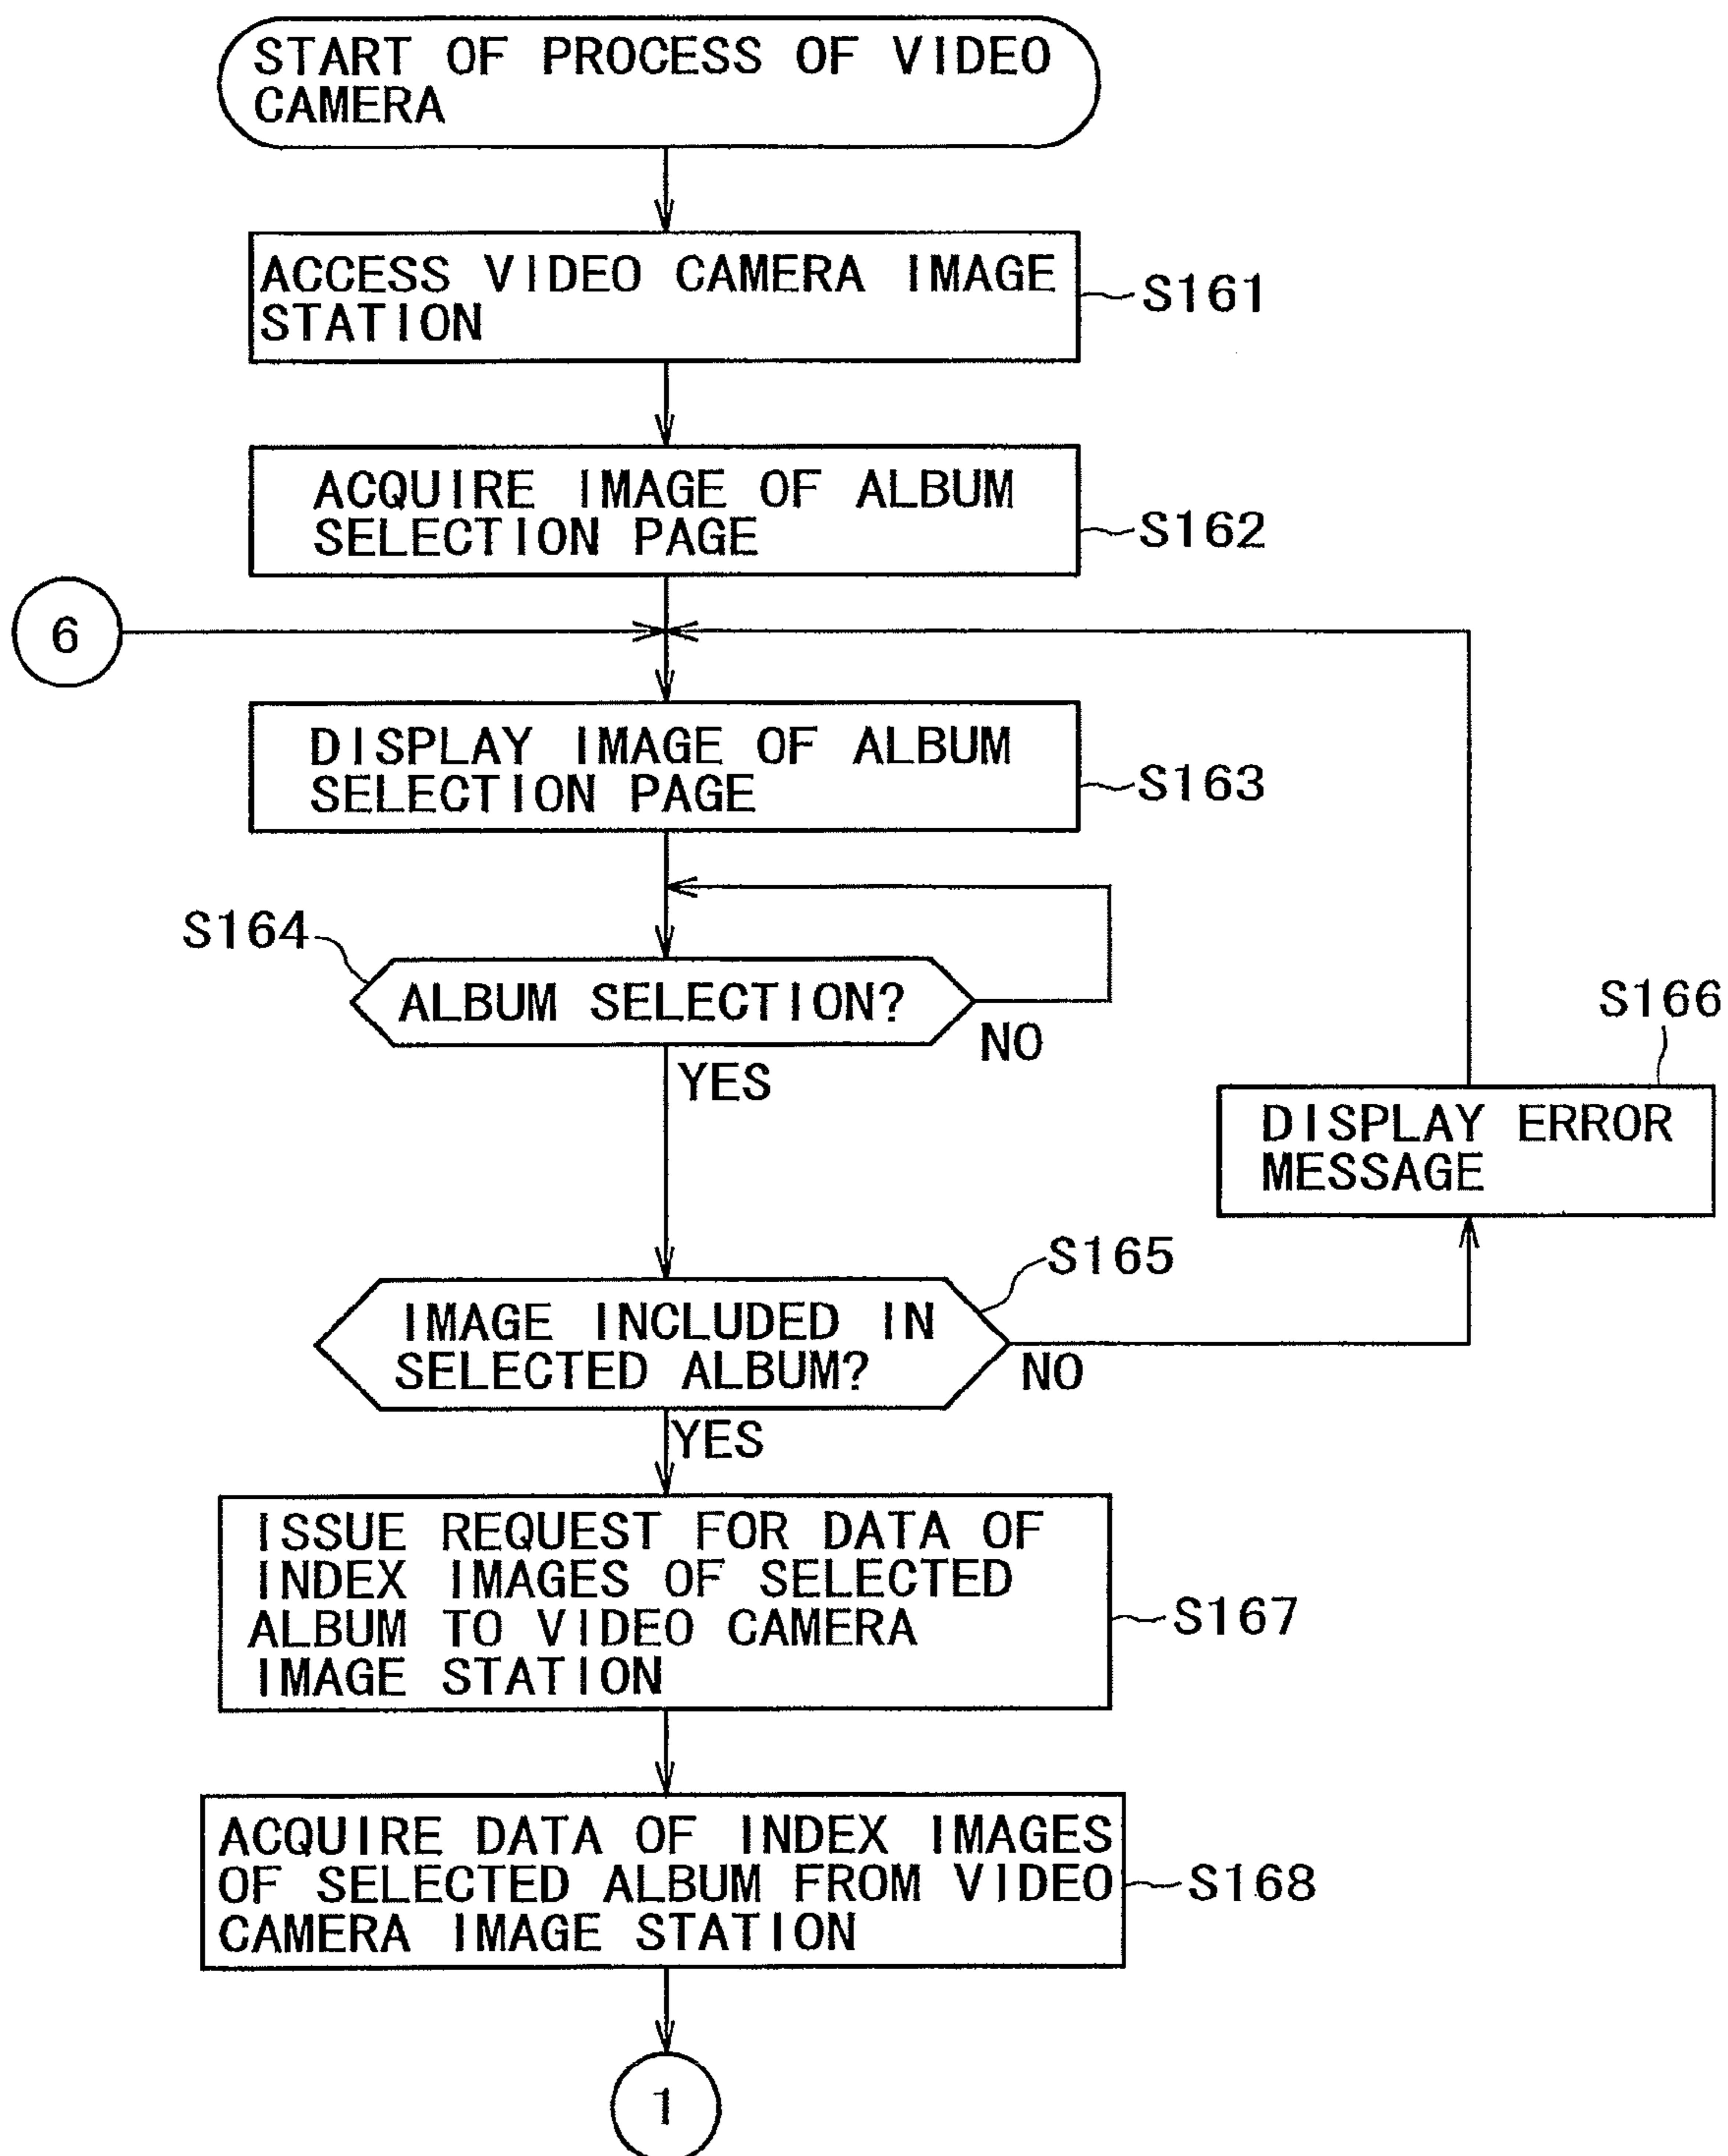 START OF PROCESS OF VIDEO
CAMERA
ACCESS VIDEO CAMERA IMAGE
STATION
S161
ACQUIRE IMAGE OF ALBUM
SELECTION PAGE
S162
6
DISPLAY IMAGE OF ALBUM
SELECTION PAGE
S163
S164
ALBUM SELECTION?
NO
YES
S166
DISPLAY ERROR
MESSAGE
S165
IMAGE INCLUDED IN
SELECTED ALBUM?
NO
YES
ISSUE REQUEST FOR DATA OF
INDEX IMAGES OF SELECTED
ALBUM TO VIDEO CAMERA
IMAGE STATION
S167
ACQUIRE DATA OF INDEX IMAGES
OF SELECTED ALBUM FROM VIDEO
CAMERA IMAGE STATION
S168
1